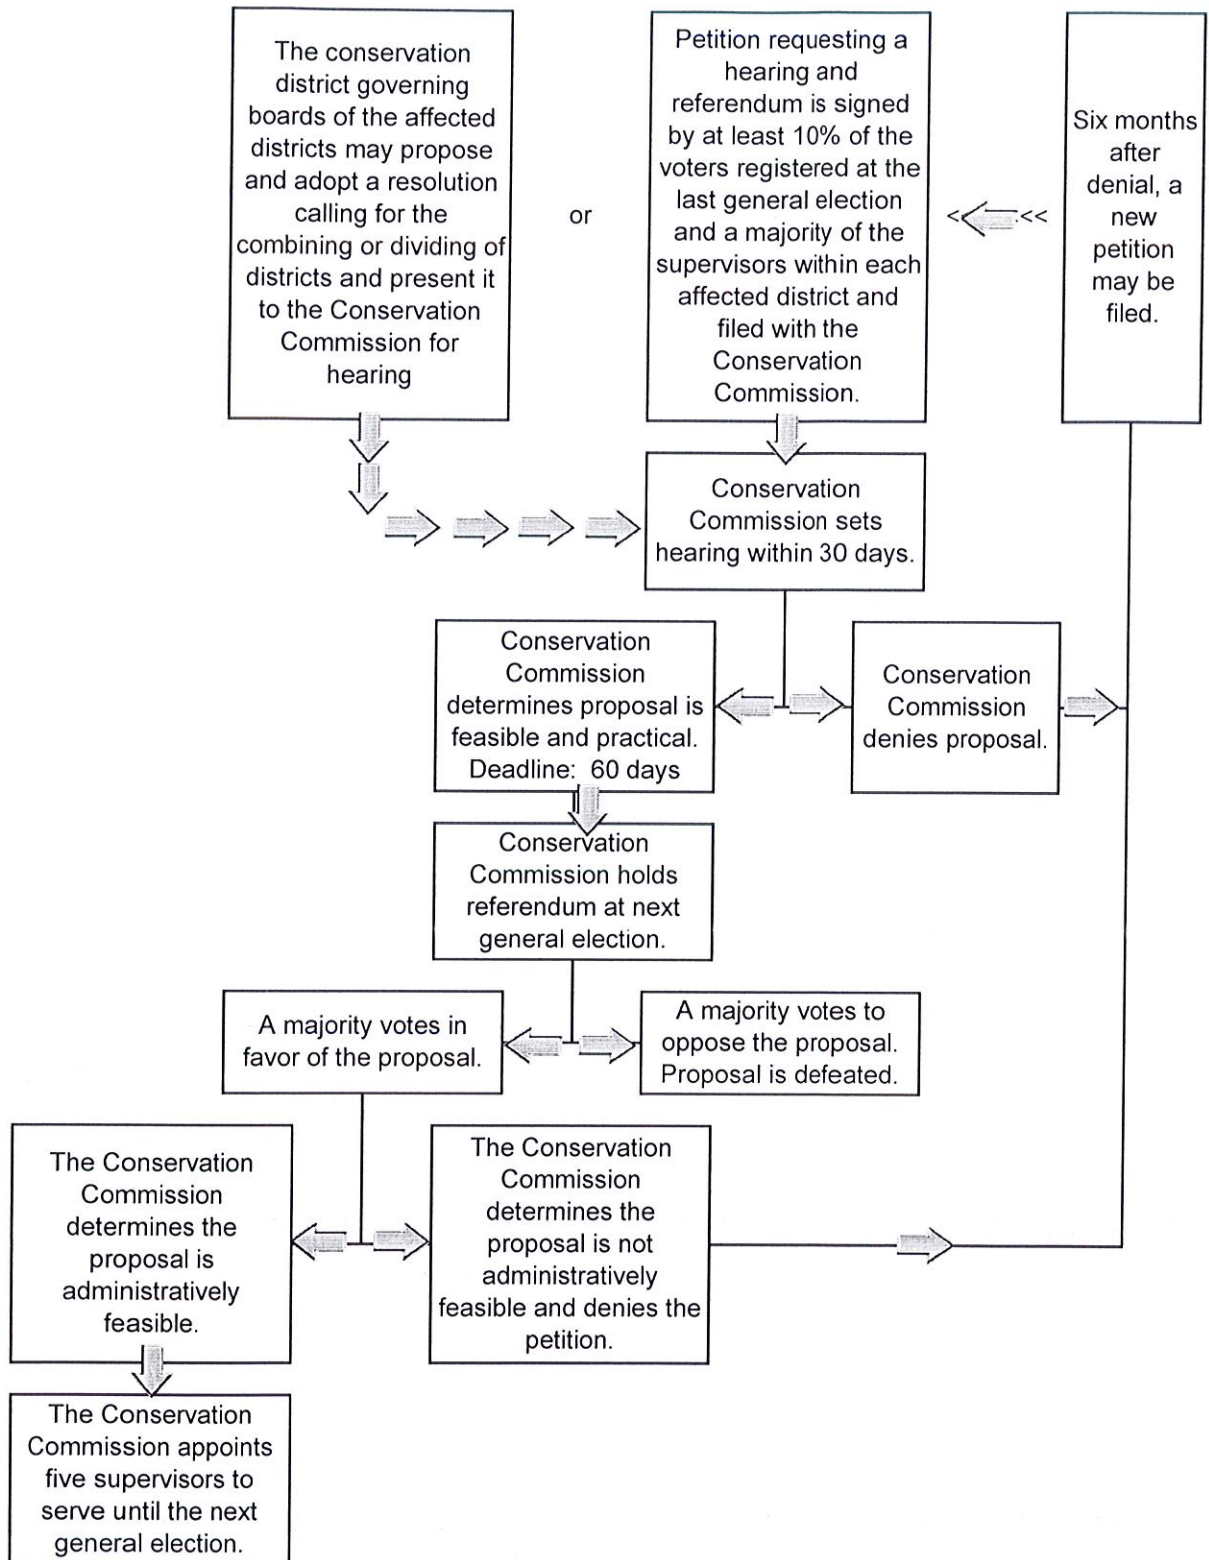 The conservation
district governing
boards of the affected
districts may propose
and adopt a resolution
calling for the
combining or dividing of
districts and present it
to the Conservation
Commission for
hearing
or
Petition requesting a
hearing and
referendum is signed
by at least 10% of the
voters registered at the
last general election
and a majority of the
supervisors within each
affected district and
filed with the
Conservation
Commission.
<< <<
Six months
after
denial, a
new
petition
may be
filed.
Conservation
Commission sets
hearing within 30 days.
Conservation
Commission
determines proposal is
feasible and practical.
Deadline: 60 days
Conservation
Commission
denies proposal.
Conservation
Commission holds
referendum at next
general election.
A majority votes in
favor of the proposal.
A majority votes to
oppose the proposal.
Proposal is defeated.
The Conservation
Commission
determines the
proposal is
administratively
feasible.
The Conservation
Commission
determines the
proposal is not
administratively
feasible and denies the
petition.
The Conservation
Commission appoints
five supervisors to
serve until the next
general election.